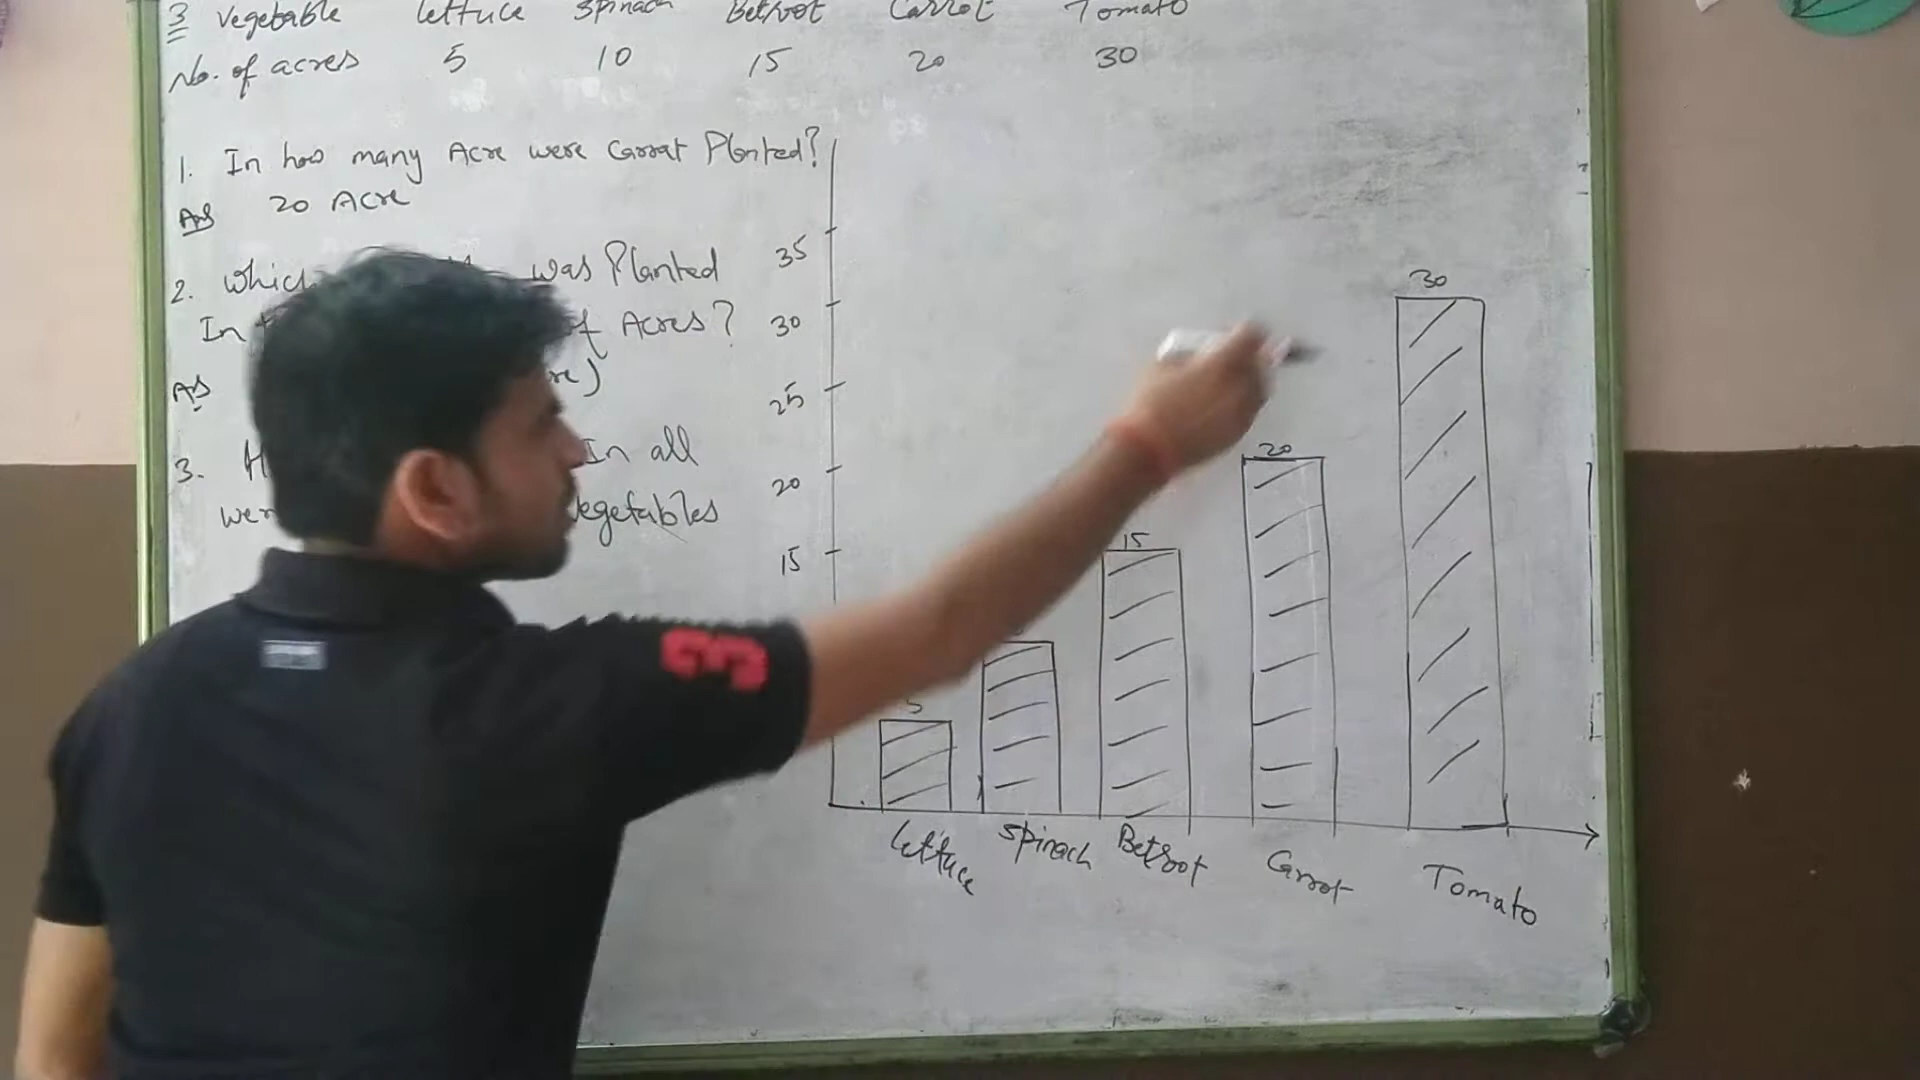 3 Vegetable lettuce Spinach Betroot Carrot Tomato
No. of acres 5 10 15 20 30
1. In how many Acre were Carrot Planted?
Ans 20 Acre
2. which was Planted
In of Acres?
Ans
3. In all
Vegetables
35
30
25
20
15
5
15
20
30
lettuce Spinach Betroot Carrot Tomato